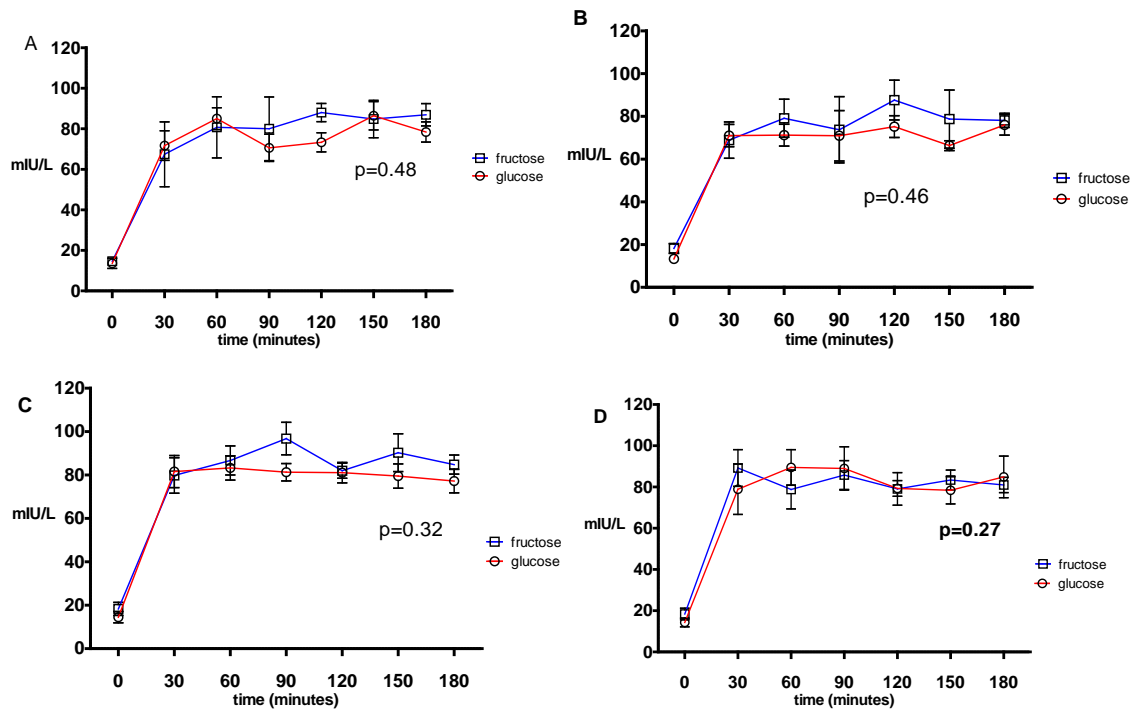 A
120
100
80
60
40
20
0
mIU/L
p=0.48
fructose
glucose
0 30 60 90 120 150 180
time (minutes)
B
120
100
80
60
40
20
0
mIU/L
p=0.46
fructose
glucose
0 30 60 90 120 150 180
time (minutes)
C
120
100
80
60
40
20
0
mIU/L
p=0.32
fructose
glucose
0 30 60 90 120 150 180
time (minutes)
D
120
100
80
60
40
20
0
mIU/L
p=0.27
fructose
glucose
0 30 60 90 120 150 180
time (minutes)